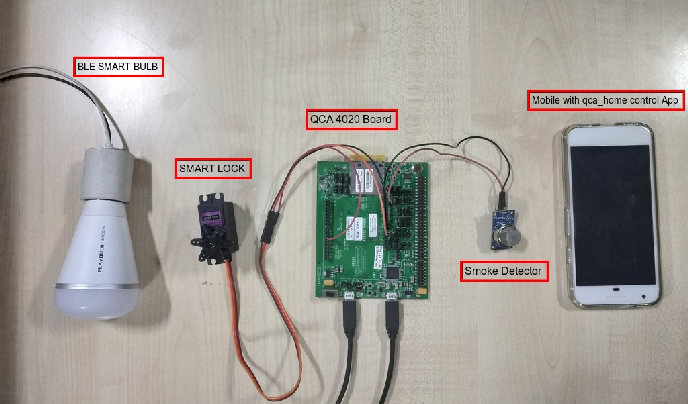 BLE SMART BULB
SMART LOCK
QCA 4020 Board
Smoke Detector
Mobile with qca_home control App